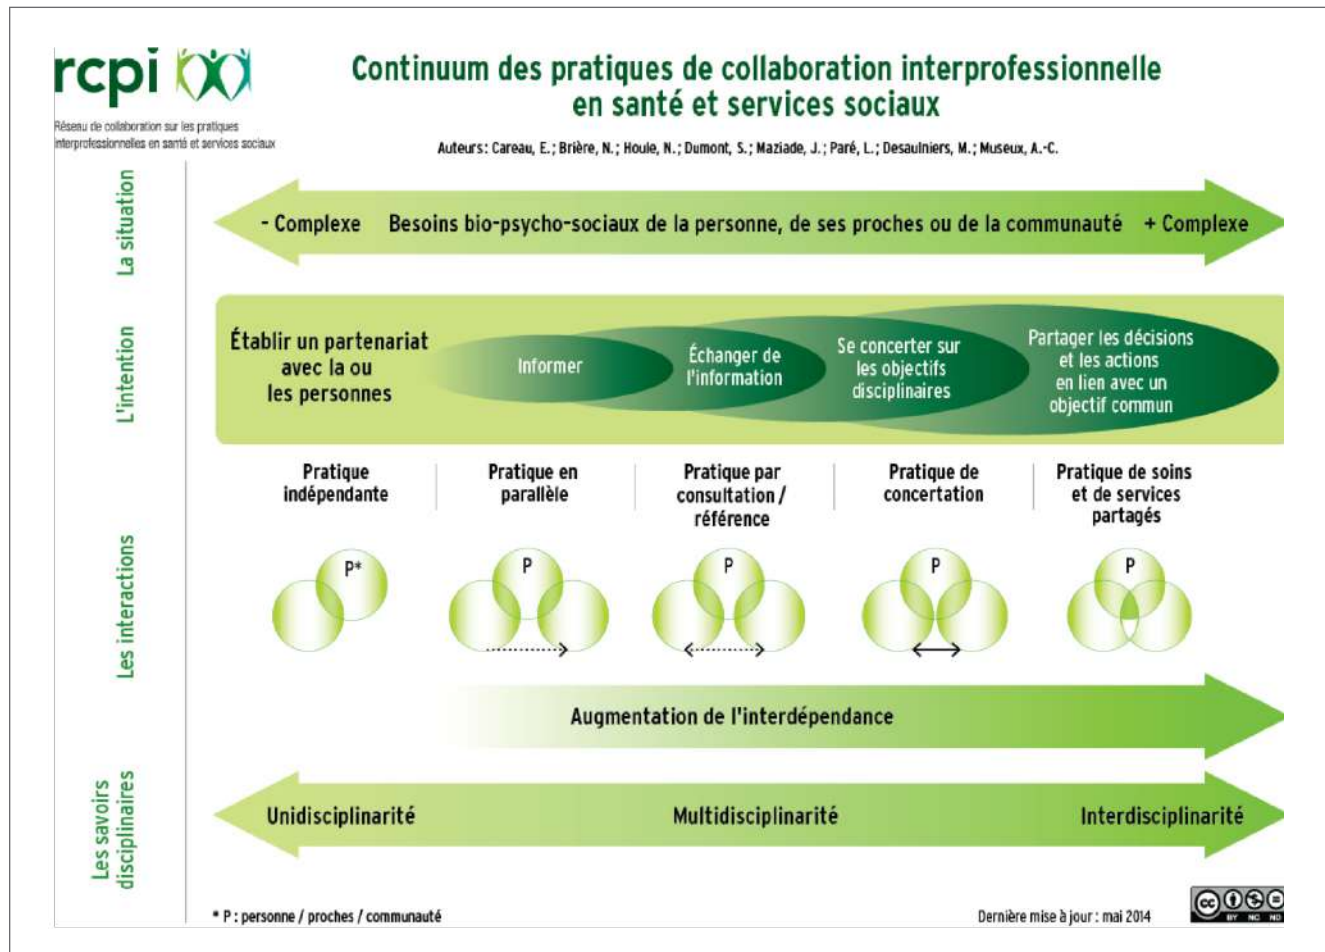 rcpi
Réseau de collaboration sur les pratiques
interprofessionnelles en santé et services sociaux
Continuum des pratiques de collaboration interprofessionnelle
en santé et services sociaux
Auteurs : Careau, E. ; Brière, N. ; Houle, N. ; Dumont, S. ; Maziade, J. ; Paré, L. ; Desaulniers, M. ; Museux, A.-C.
La situation
- Complexe Besoins bio-psycho-sociaux de la personne, de ses proches ou de la communauté + Complexe
L'intention
Établir un partenariat
avec la ou
les personnes
Informer
Échanger de
l'information
Se concerter sur
les objectifs
disciplinaires
Partager les décisions
et les actions
en lien avec un
objectif commun
Les interactions
Pratique
indépendante
Pratique en
parallèle
Pratique par
consultation /
référence
Pratique de
concertation
Pratique de soins
et de services
partagés
P*
P
P
P
P
Augmentation de l'interdépendance
Les savoirs
disciplinaires
Unidisciplinarité Multidisciplinarité Interdisciplinarité
* P : personne / proches / communauté
Dernière mise à jour : mai 2014
cc
BY NC ND